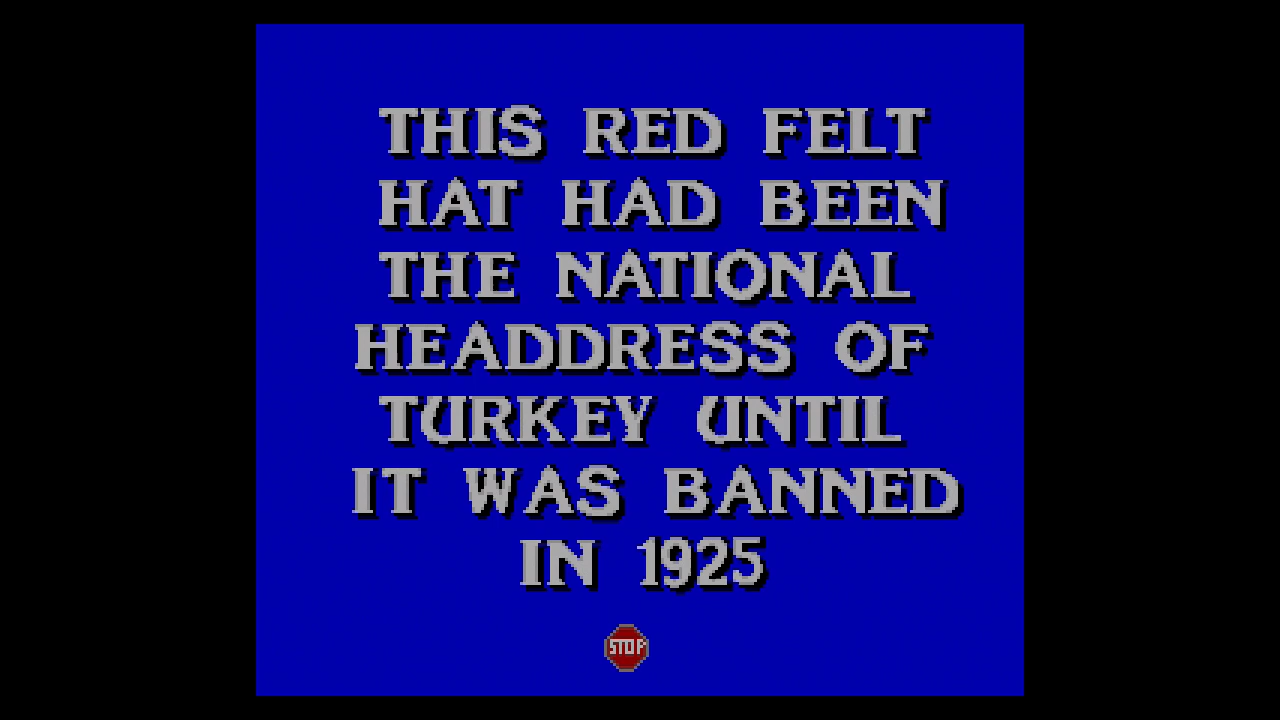 THIS RED FELT
HAT HAD BEEN
THE NATIONAL
HEADDRESS OF
TURKEY UNTIL
IT WAS BANNED
IN 1925
STOP